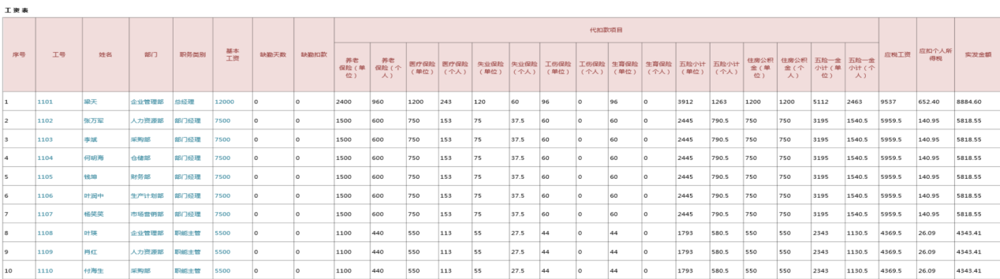 工资表
序号 工号 姓名 部门 职务类别 基本工资 缺勤天数 缺勤扣款 代扣款项目 应税工资 应扣个人所得税 实发金额
养老保险（单位） 养老保险（个人） 医疗保险（单位） 医疗保险（个人） 失业保险（单位） 失业保险（个人） 工伤保险（单位） 工伤保险（个人） 生育保险（单位） 生育保险（个人） 五险小计（单位） 五险小计（个人） 住房公积金（单位） 住房公积金（个人） 五险一金小计（单位） 五险一金小计（个人）
1 1101 梁天 企业管理部 总经理 12000 0 0 2400 960 1200 243 120 60 96 0 96 0 3912 1263 1200 1200 5112 2463 9537 652.40 8884.60
2 1102 张万军 人力资源部 部门经理 7500 0 0 1500 600 750 153 75 37.5 60 0 60 0 2445 790.5 750 750 3195 1540.5 5959.5 140.95 5818.55
3 1103 李斌 采购部 部门经理 7500 0 0 1500 600 750 153 75 37.5 60 0 60 0 2445 790.5 750 750 3195 1540.5 5959.5 140.95 5818.55
4 1104 何明海 仓储部 部门经理 7500 0 0 1500 600 750 153 75 37.5 60 0 60 0 2445 790.5 750 750 3195 1540.5 5959.5 140.95 5818.55
5 1105 钱坤 财务部 部门经理 7500 0 0 1500 600 750 153 75 37.5 60 0 60 0 2445 790.5 750 750 3195 1540.5 5959.5 140.95 5818.55
6 1106 叶润中 生产计划部 部门经理 7500 0 0 1500 600 750 153 75 37.5 60 0 60 0 2445 790.5 750 750 3195 1540.5 5959.5 140.95 5818.55
7 1107 杨笑笑 市场营销部 部门经理 7500 0 0 1500 600 750 153 75 37.5 60 0 60 0 2445 790.5 750 750 3195 1540.5 5959.5 140.95 5818.55
8 1108 叶瑛 企业管理部 职能主管 5500 0 0 1100 440 550 113 55 27.5 44 0 44 0 1793 580.5 550 550 2343 1130.5 4369.5 26.09 4343.41
9 1109 肖红 人力资源部 职能主管 5500 0 0 1100 440 550 113 55 27.5 44 0 44 0 1793 580.5 550 550 2343 1130.5 4369.5 26.09 4343.41
10 1110 付海生 采购部 职能主管 5500 0 0 1100 440 550 113 55 27.5 44 0 44 0 1793 580.5 550 550 2343 1130.5 4369.5 26.09 4343.41